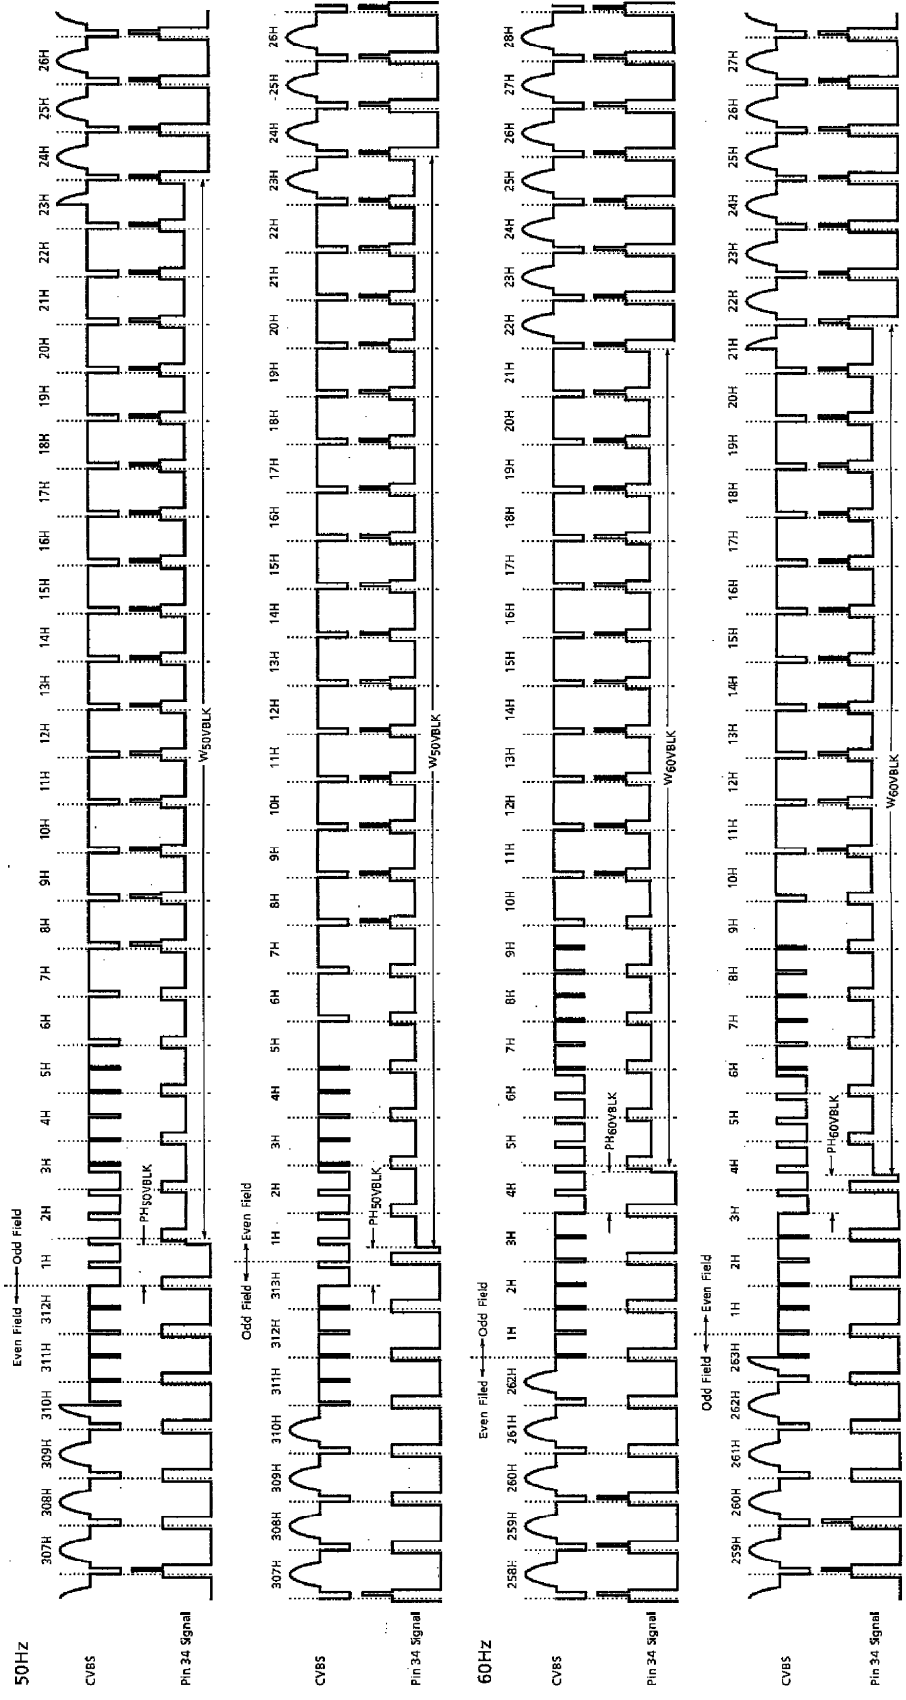 50Hz
Even Field Odd Field
307H 308H 309H 310H 311H 312H 1H 2H 3H 4H 5H 6H 7H 8H 9H 10H 11H 12H 13H 14H 15H 16H 17H 18H 19H 20H 21H 22H 23H 24H 25H 26H
CVBS
PH50VBLK
W50VBLK
Pin 34 Signal
Odd Field Even Field
307H 308H 309H 310H 311H 312H 313H 1H 2H 3H 4H 5H 6H 7H 8H 9H 10H 11H 12H 13H 14H 15H 16H 17H 18H 19H 20H 21H 22H 23H 24H 25H 26H
CVBS
PH50VBLK
W50VBLK
Pin 34 Signal
60Hz
Even Filed Odd Field
258H 259H 260H 261H 262H 1H 2H 3H 4H 5H 6H 7H 8H 9H 10H 11H 12H 13H 14H 15H 16H 17H 18H 19H 20H 21H 22H 23H 24H 25H 26H 27H 28H
CVBS
PH60VBLK
W60VBLK
Pin 34 Signal
Odd Field Even Field
259H 260H 261H 262H 263H 1H 2H 3H 4H 5H 6H 7H 8H 9H 10H 11H 12H 13H 14H 15H 16H 17H 18H 19H 20H 21H 22H 23H 24H 25H 26H 27H
CVBS
PH60VBLK
W60VBLK
Pin 34 Signal